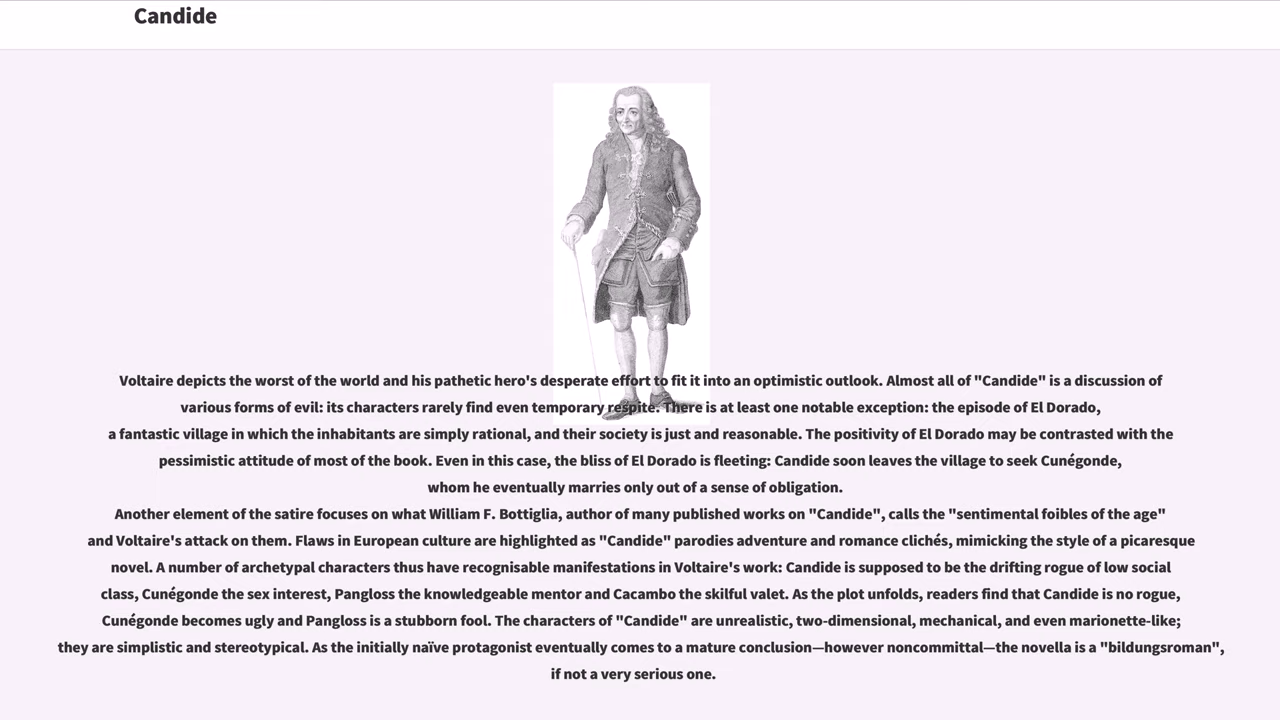 Candide
Voltaire depicts the worst of the world and his pathetic hero's desperate effort to fit it into an optimistic outlook. Almost all of "Candide" is a discussion of
various forms of evil: its characters rarely find even temporary respite. There is at least one notable exception: the episode of El Dorado,
a fantastic village in which the inhabitants are simply rational, and their society is just and reasonable. The positivity of El Dorado may be contrasted with the
pessimistic attitude of most of the book. Even in this case, the bliss of El Dorado is fleeting: Candide soon leaves the village to seek Cunégonde,
whom he eventually marries only out of a sense of obligation.
Another element of the satire focuses on what William F. Bottiglia, author of many published works on "Candide", calls the "sentimental foibles of the age"
and Voltaire's attack on them. Flaws in European culture are highlighted as "Candide" parodies adventure and romance clichés, mimicking the style of a picaresque
novel. A number of archetypal characters thus have recognisable manifestations in Voltaire's work: Candide is supposed to be the drifting rogue of low social
class, Cunégonde the sex interest, Pangloss the knowledgeable mentor and Cacambo the skilful valet. As the plot unfolds, readers find that Candide is no rogue,
Cunégonde becomes ugly and Pangloss is a stubborn fool. The characters of "Candide" are unrealistic, two-dimensional, mechanical, and even marionette-like;
they are simplistic and stereotypical. As the initially naïve protagonist eventually comes to a mature conclusion—however noncommittal—the novella is a "bildungsroman",
if not a very serious one.